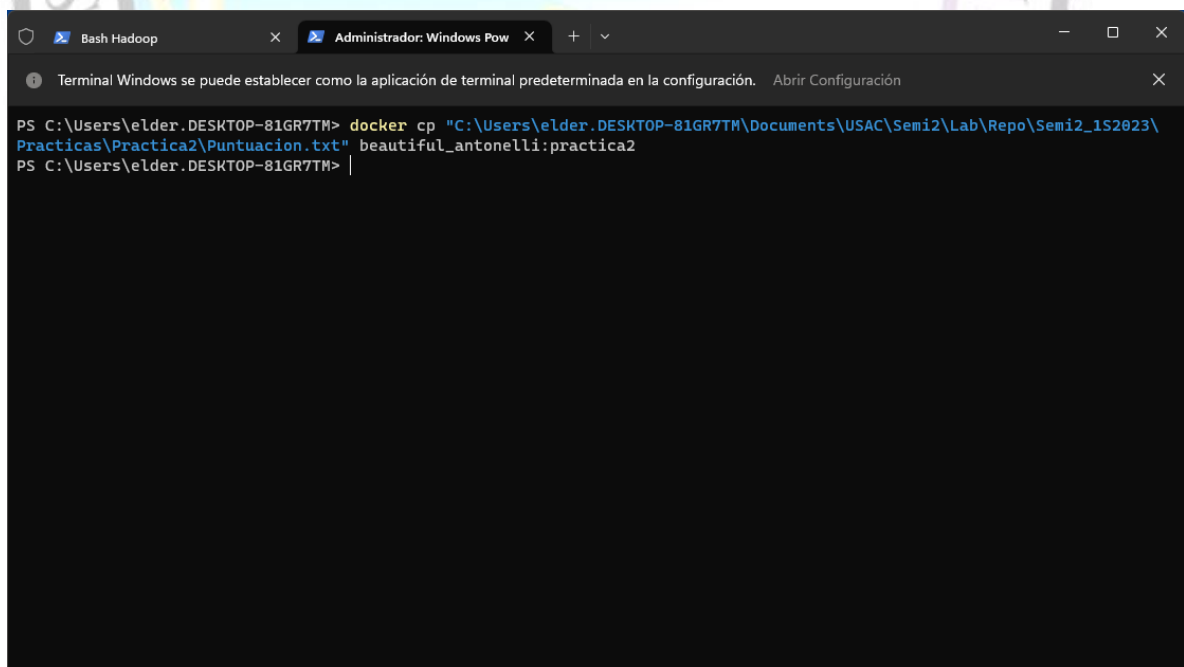 Bash Hadoop
Administrador: Windows Pow
Terminal Windows se puede establecer como la aplicación de terminal predeterminada en la configuración. Abrir Configuración
PS C:\Users\elder.DESKTOP-81GR7TM> docker cp "C:\Users\elder.DESKTOP-81GR7TM\Documents\USAC\Semi2\Lab\Repo\Semi2_1S2023\
Practicas\Practica2\Puntuacion.txt" beautiful_antonelli:practica2
PS C:\Users\elder.DESKTOP-81GR7TM>